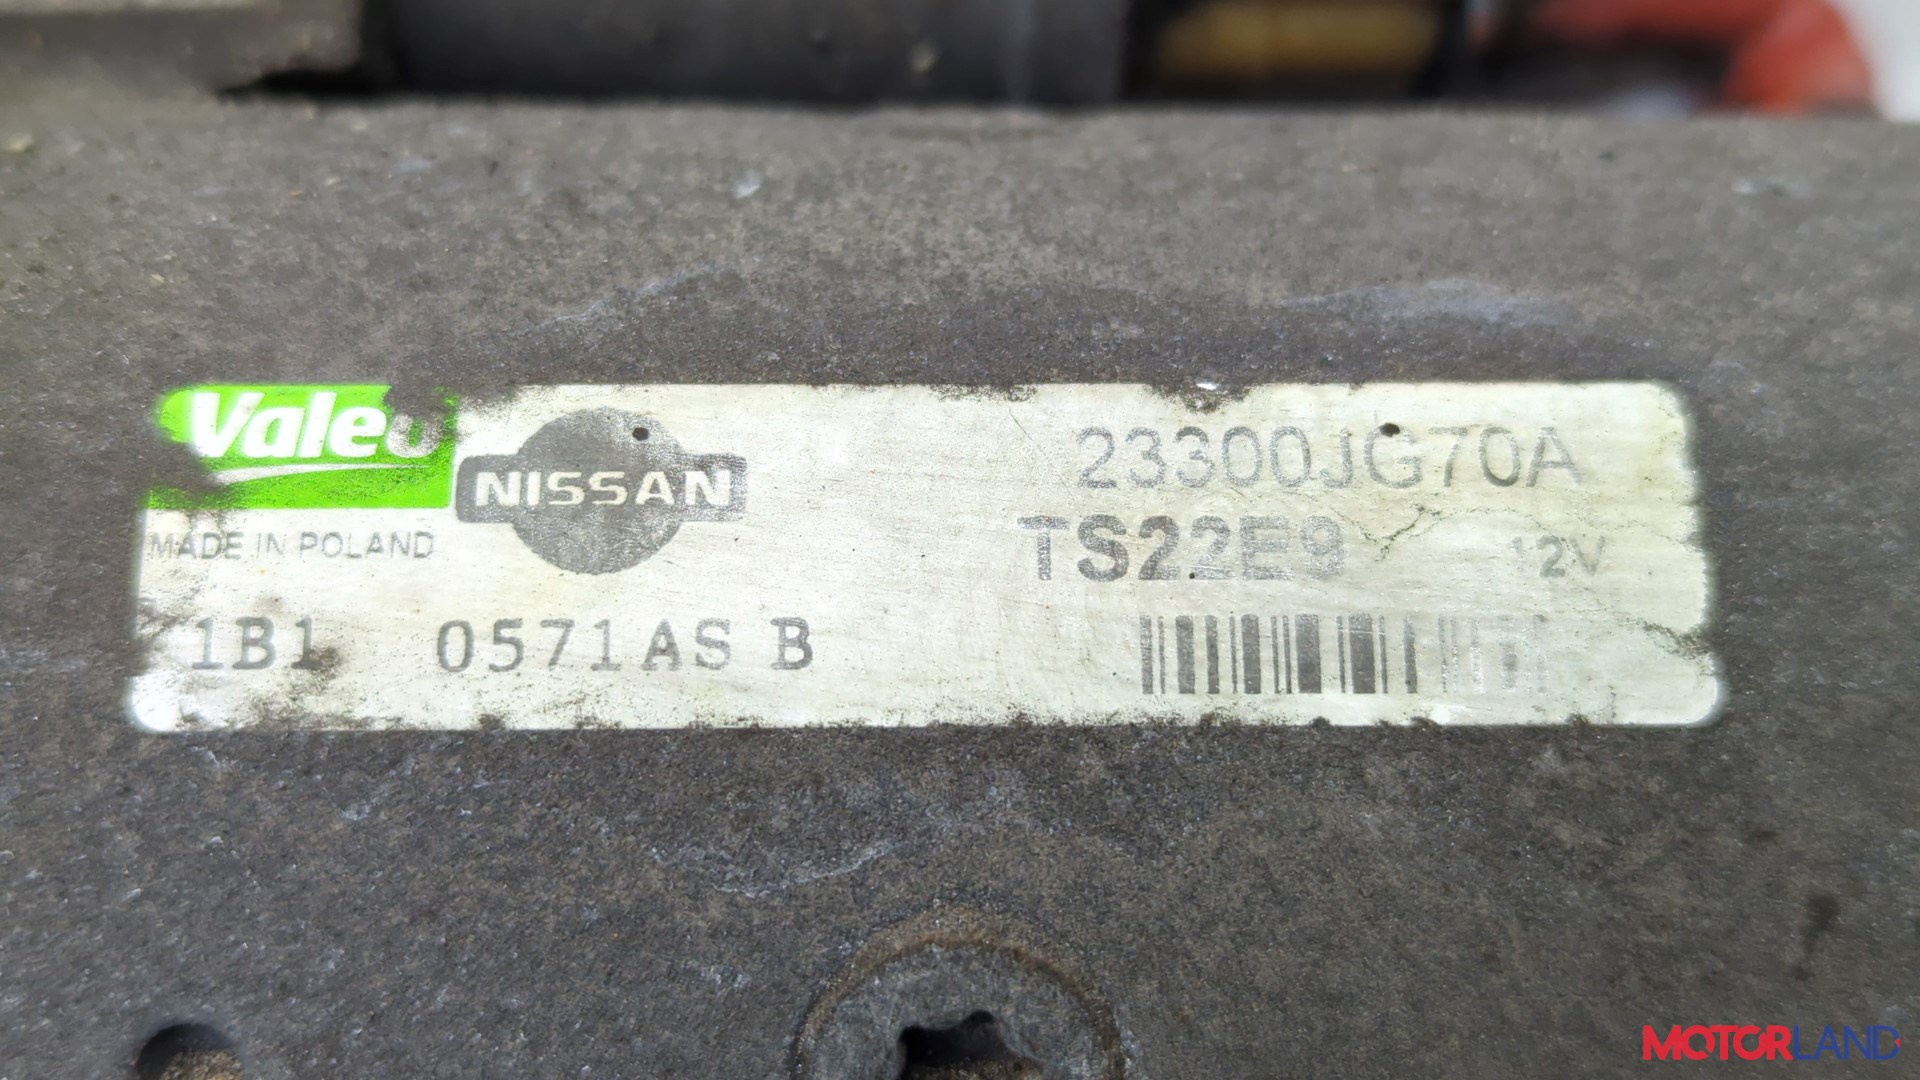 Valeo
NISSAN
23300JG70A
MADE IN POLAND
TS22E9
12V
1B1 0571AS B
MOTORLAND